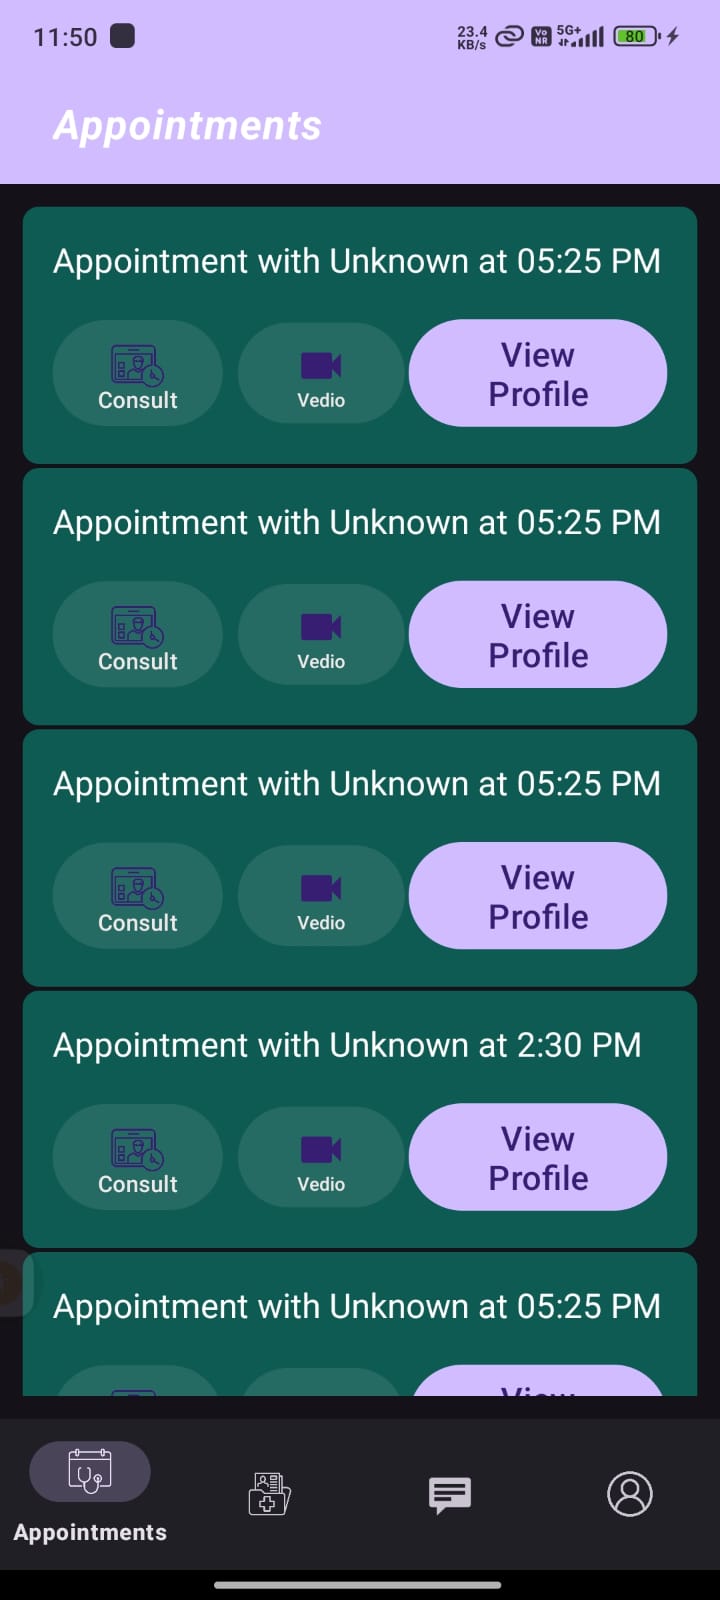 11:50
23.4
KB/s
Vo
NR
5G+
80
Appointments
Appointment with Unknown at 05:25 PM
Consult
Vedio
View
Profile
Appointment with Unknown at 05:25 PM
Consult
Vedio
View
Profile
Appointment with Unknown at 05:25 PM
Consult
Vedio
View
Profile
Appointment with Unknown at 2:30 PM
Consult
Vedio
View
Profile
Appointment with Unknown at 05:25 PM
View
Appointments